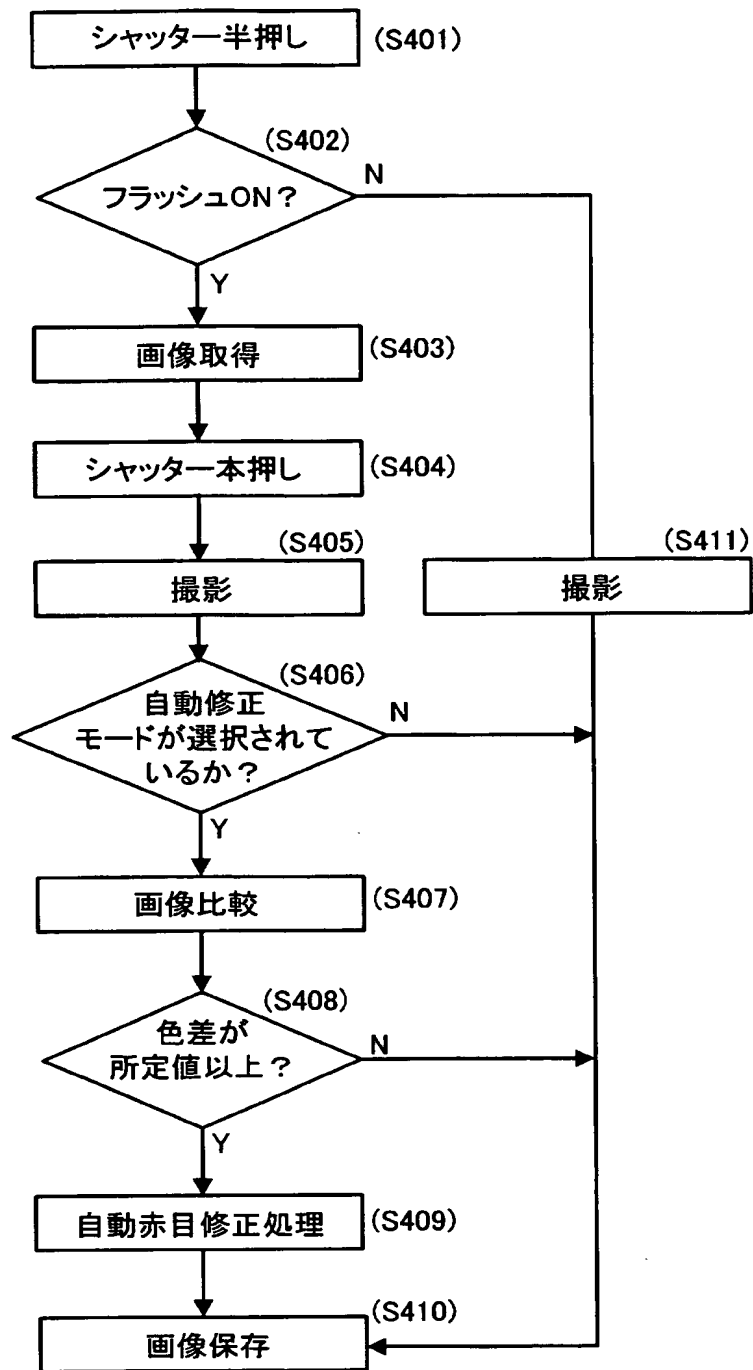 シャッター半押し (S401)
(S402)
フラッシュON?
N
Y
画像取得 (S403)
シャッター本押し (S404)
(S405)
撮影
(S411)
撮影
(S406)
自動修正
モードが選択されて
いるか?
N
Y
画像比較 (S407)
(S408)
色差が
所定値以上?
N
Y
自動赤目修正処理 (S409)
(S410)
画像保存